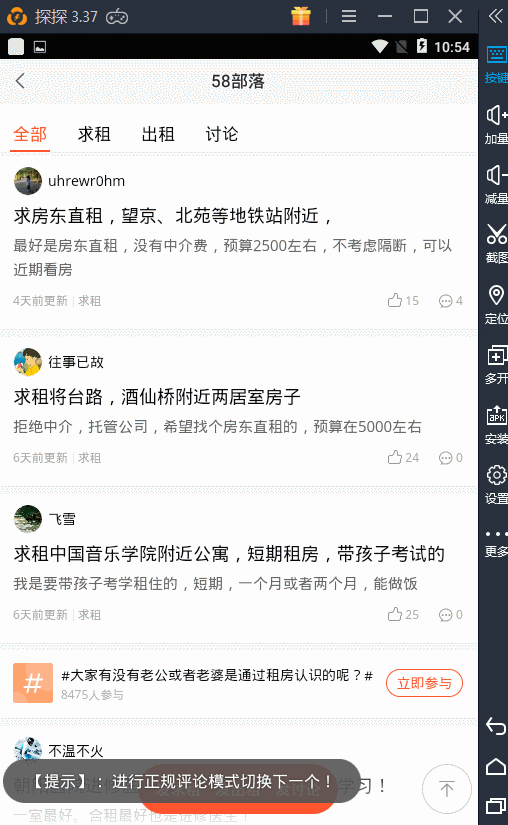 探探 3.37
10:54
58部落
全部 求租 出租 讨论
uhrewr0hm
求房东直租，望京、北苑等地铁站附近，
最好是房东直租，没有中介费，预算2500左右，不考虑隔断，可以
近期看房
4天前更新 求租 15 4
往事已故
求租将台路，酒仙桥附近两居室房子
拒绝中介，托管公司，希望找个房东直租的，预算在5000左右
6天前更新 求租 24 0
飞雪
求租中国音乐学院附近公寓，短期租房，带孩子考试的
我是要带孩子考学租住的，短期，一个月或者两个月，能做饭
6天前更新 求租 25 0
#
#大家有没有老公或者老婆是通过租房认识的呢？#
8475人参与
立即参与
不温不火
学习！
【提示】：进行正规评论模式切换下一个！
一室最好。合租最好也是进修医生！
按键
加量
减量
截图
定位
多开
APK
安装
设置
更多